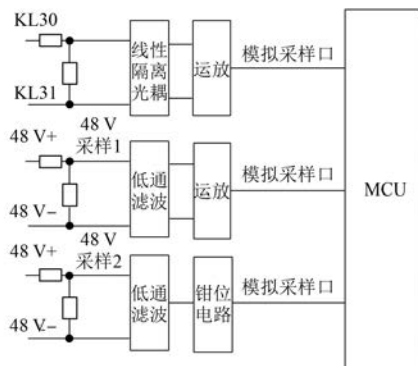 KL30
KL31
线性
隔离
光耦
运放
模拟采样口
48 V+
48 V
采样1
48 V−
低通
滤波
运放
模拟采样口
48 V+
48 V
采样2
48 V−
低通
滤波
钳位
电路
模拟采样口
MCU